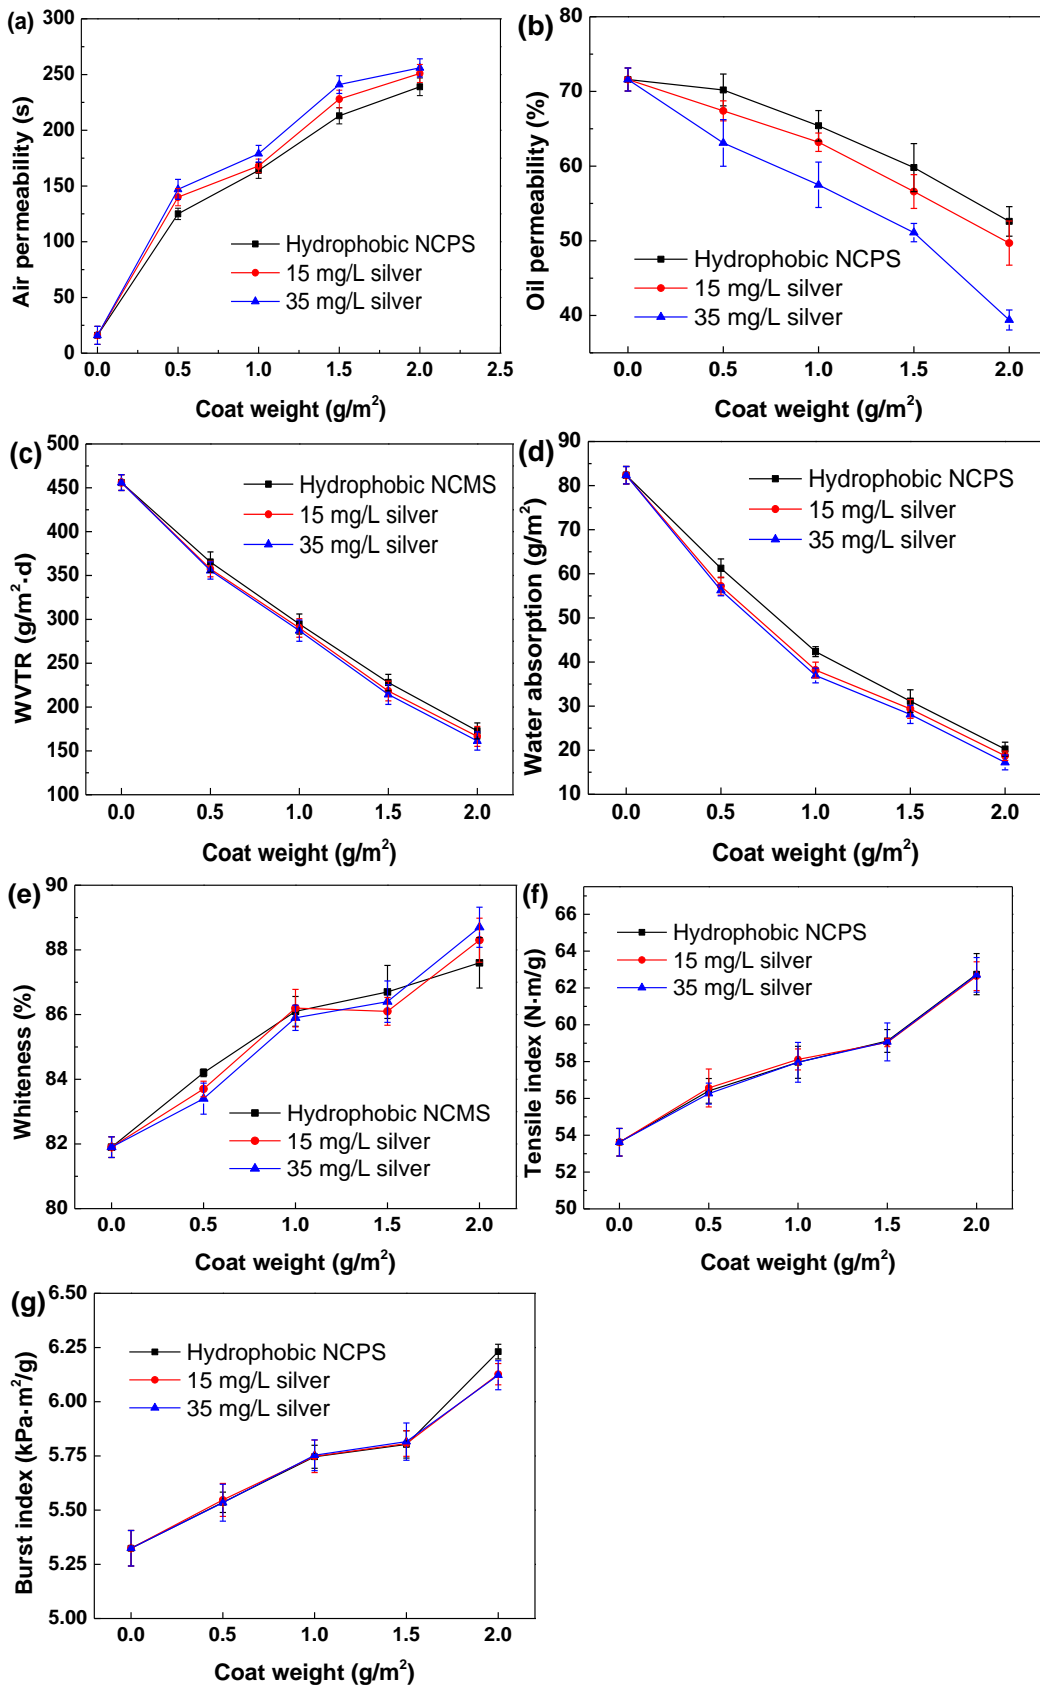 (a)
300
250
200
150
100
50
0
Air permeability (s)
Hydrophobic NCPS
15 mg/L silver
35 mg/L silver
0.0 0.5 1.0 1.5 2.0 2.5
Coat weight (g/m²)
(b)
80
70
60
50
40
Oil permeability (%)
Hydrophobic NCPS
15 mg/L silver
35 mg/L silver
0.0 0.5 1.0 1.5 2.0
Coat weight (g/m²)
(c)
500
450
400
350
300
250
200
150
100
WVTR (g/m²·d)
Hydrophobic NCMS
15 mg/L silver
35 mg/L silver
0.0 0.5 1.0 1.5 2.0
Coat weight (g/m²)
(d)
90
80
70
60
50
40
30
20
10
Water absorption (g/m²)
Hydrophobic NCPS
15 mg/L silver
35 mg/L silver
0.0 0.5 1.0 1.5 2.0
Coat weight (g/m²)
(e)
90
88
86
84
82
80
Whiteness (%)
Hydrophobic NCMS
15 mg/L silver
35 mg/L silver
0.0 0.5 1.0 1.5 2.0
Coat weight (g/m²)
(f)
66
64
62
60
58
56
54
52
50
Tensile index (N·m/g)
Hydrophobic NCPS
15 mg/L silver
35 mg/L silver
0.0 0.5 1.0 1.5 2.0
Coat weight (g/m²)
(g)
6.50
6.25
6.00
5.75
5.50
5.25
5.00
Burst index (kPa·m²/g)
Hydrophobic NCPS
15 mg/L silver
35 mg/L silver
0.0 0.5 1.0 1.5 2.0
Coat weight (g/m²)